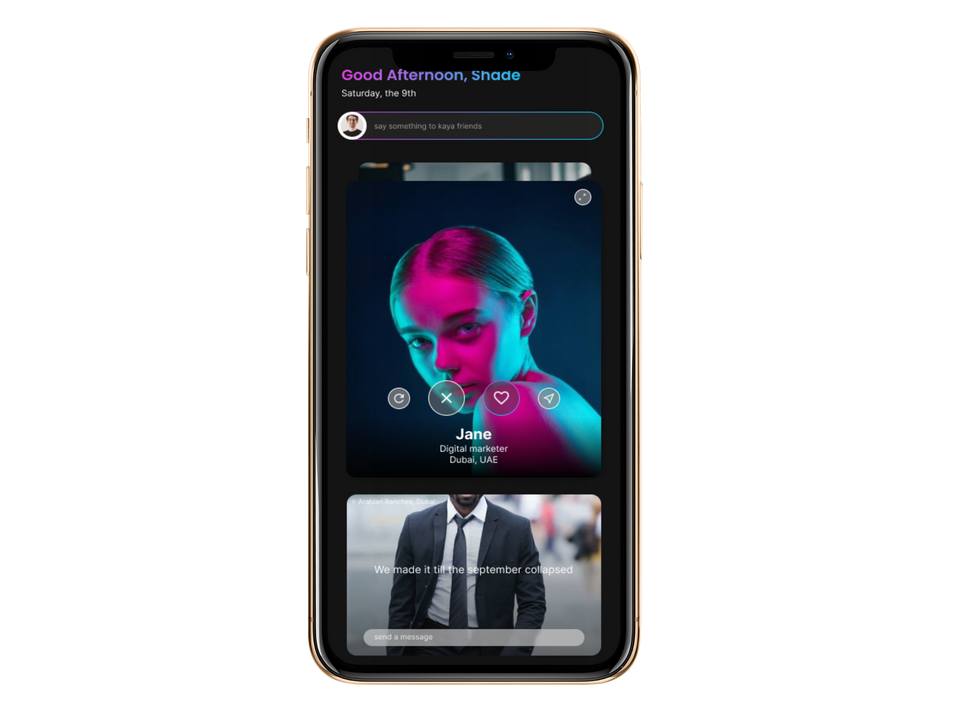 Good Afternoon, Shade
Saturday, the 9th
say something to kaya friends
Jane
Digital marketer
Dubai, UAE
Arabian Ranches, Dubai
We made it till the september collapsed
send a message